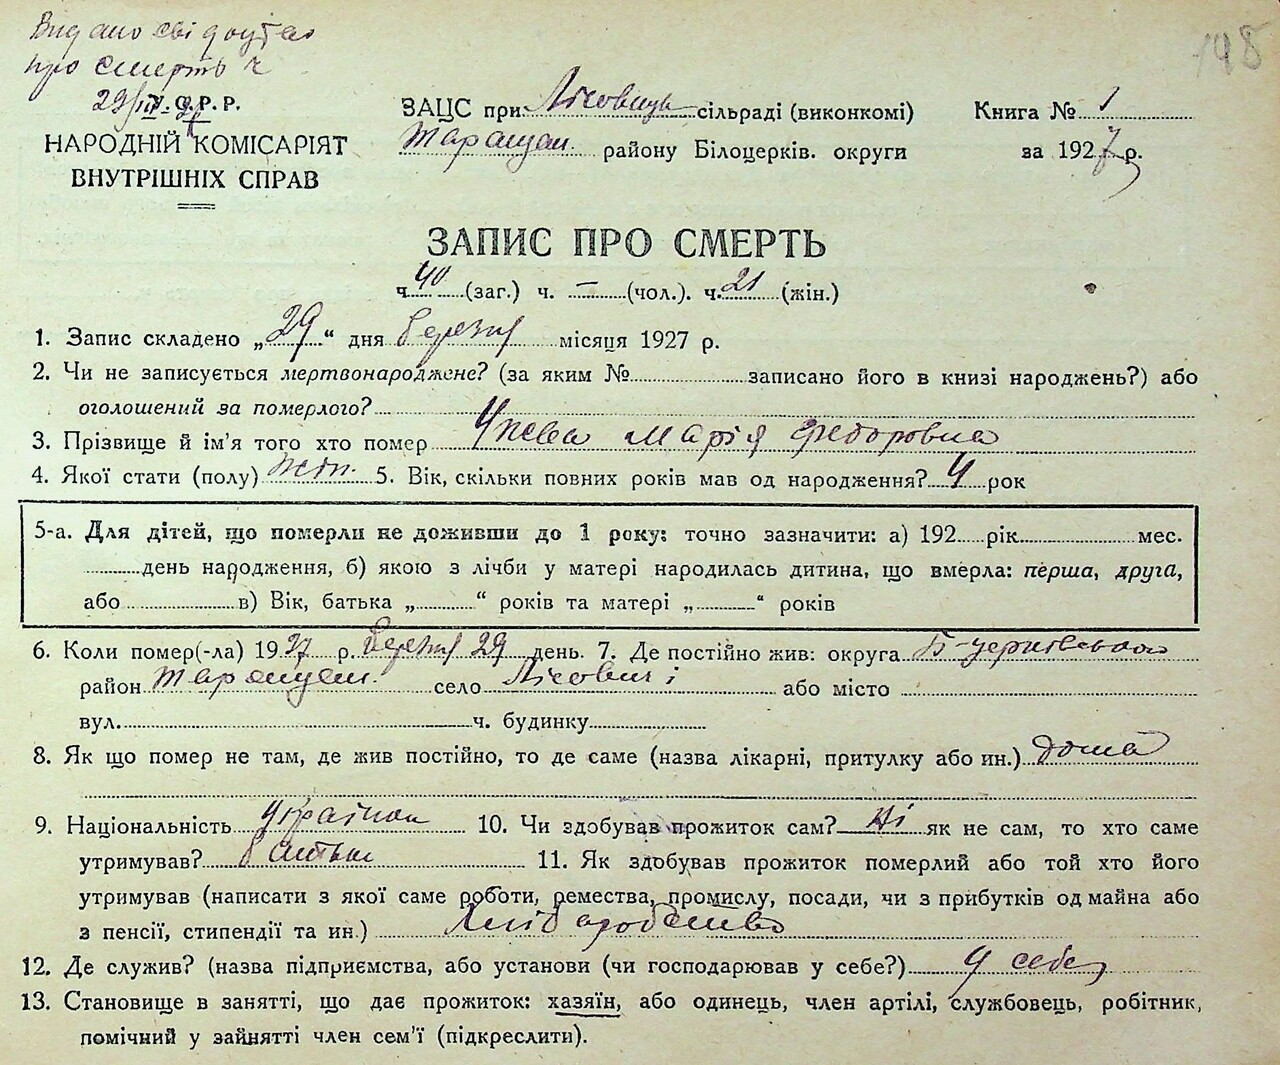 Видано свідоцтво
про смерть ч
29/III-27
148
У.С.Р.Р.
НАРОДНІЙ КОМІСАРІЯТ
ВНУТРІШНІХ СПРАВ
ЗАЦС при Лісовицьк сільраді (виконкомі)
Таращан. району Білоцерків. округи
Книга № 1
за 1927 р.
ЗАПИС ПРО СМЕРТЬ
ч. 40 (заг.) ч. – (чол.). ч. 21 (жін.)
1. Запис складено „29“ дня березня місяця 1927 р.
2. Чи не записується мертвонароджене? (за яким № записано його в книзі народжень?) або
оголошений за померлого?
3. Прізвище й ім'я того хто помер Марія Федоровна
4. Якої стати (полу) жін. 5. Вік, скільки повних років мав од народження? 4 рок
5-а. Для дітей, що померли не доживши до 1 року: точно зазначити: а) 192 рік мес.
день народження, б) якою з лічби у матері народилась дитина, що вмерла: перша, друга,
або в) Вік, батька „ “ років та матері „ “ років
6. Коли помер(-ла) 1927 р. березня 29 день. 7. Де постійно жив: округа Б-церківською
район Таращан. село Лісовичі або місто
вул. ч. будинку
8. Як що помер не там, де жив постійно, то де саме (назва лікарні, притулку або ин.) дома
9. Національність українка 10. Чи здобував прожиток сам? Ні як не сам, то хто саме
утримував? батьки 11. Як здобував прожиток померлий або той хто його
утримував (написати з якої саме роботи, ремества, промислу, посади, чи з прибутків од майна або
з пенсії, стипендії та ин.) Хліборобство
12. Де служив? (назва підприємства, або установи (чи господарював у себе?) у себе
13. Становище в занятті, що дає прожиток: хазяїн, або одинець, член артілі, службовець, робітник,
помічний у зайнятті член сем'ї (підкреслити).